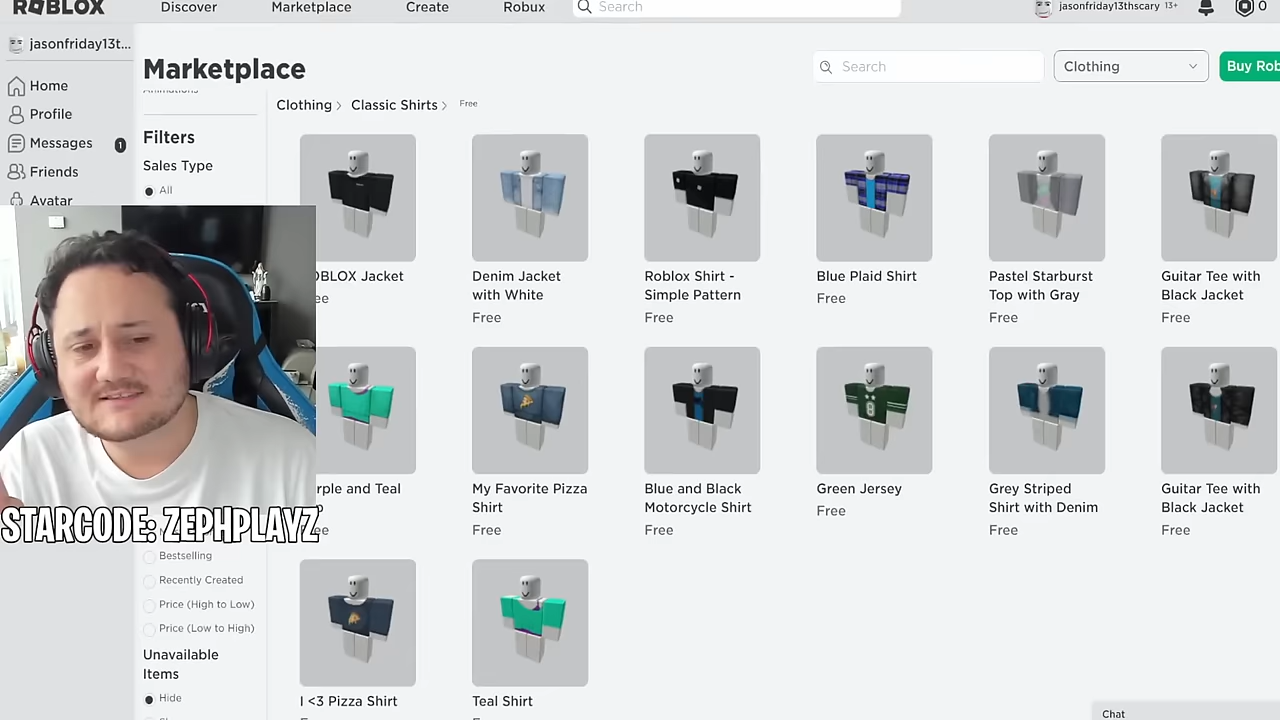 ROBLOX
Discover
Marketplace
Create
Robux
Search
jasonfriday13thscary 13+
0
jasonfriday13t...
Home
Profile
Messages
1
Friends
Avatar
Marketplace
Search
Clothing
Buy Rob
Animations
Clothing > Classic Shirts > Free
Filters
Sales Type
All
OBLOX Jacket
ee
Denim Jacket
with White
Free
Roblox Shirt -
Simple Pattern
Free
Blue Plaid Shirt
Free
Pastel Starburst
Top with Gray
Free
Guitar Tee with
Black Jacket
Free
rple and Teal
ee
My Favorite Pizza
Shirt
Free
Blue and Black
Motorcycle Shirt
Free
Green Jersey
Free
Grey Striped
Shirt with Denim
Free
Guitar Tee with
Black Jacket
Free
STARCODE: ZEPHPLAYZ
Bestselling
Recently Created
Price (High to Low)
Price (Low to High)
Unavailable
Items
Hide
I <3 Pizza Shirt
Teal Shirt
Chat